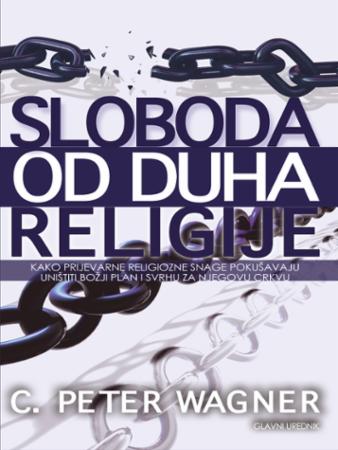 SLOBODA
OD DUHA
RELIGIJE
KAKO PRIJEVARNE RELIGIOZNE SNAGE POKUŠAVAJU
UNIŠTITI BOŽJI PLAN I SVRHU ZA NJEGOVU CRKVU
C. PETER WAGNER
GLAVNI UREDNIK